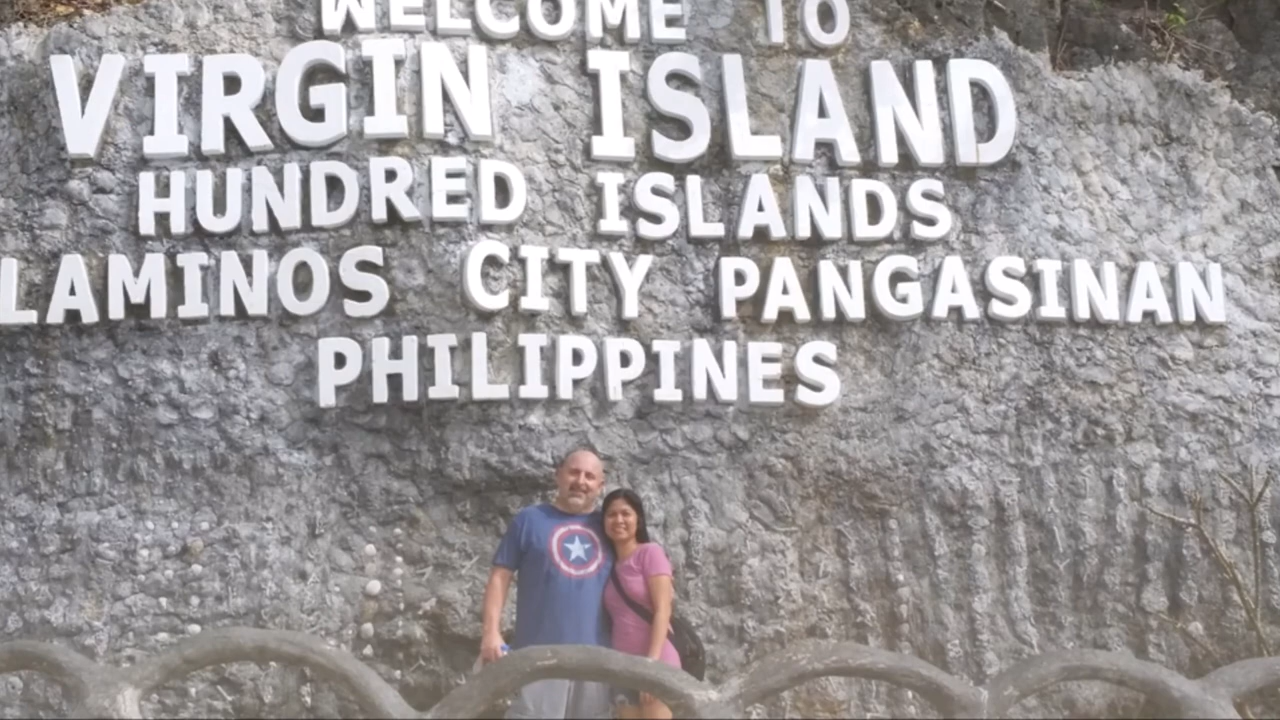 WELCOME TO
VIRGIN ISLAND
HUNDRED ISLANDS
LAMINOS CITY PANGASINAN
PHILIPPINES